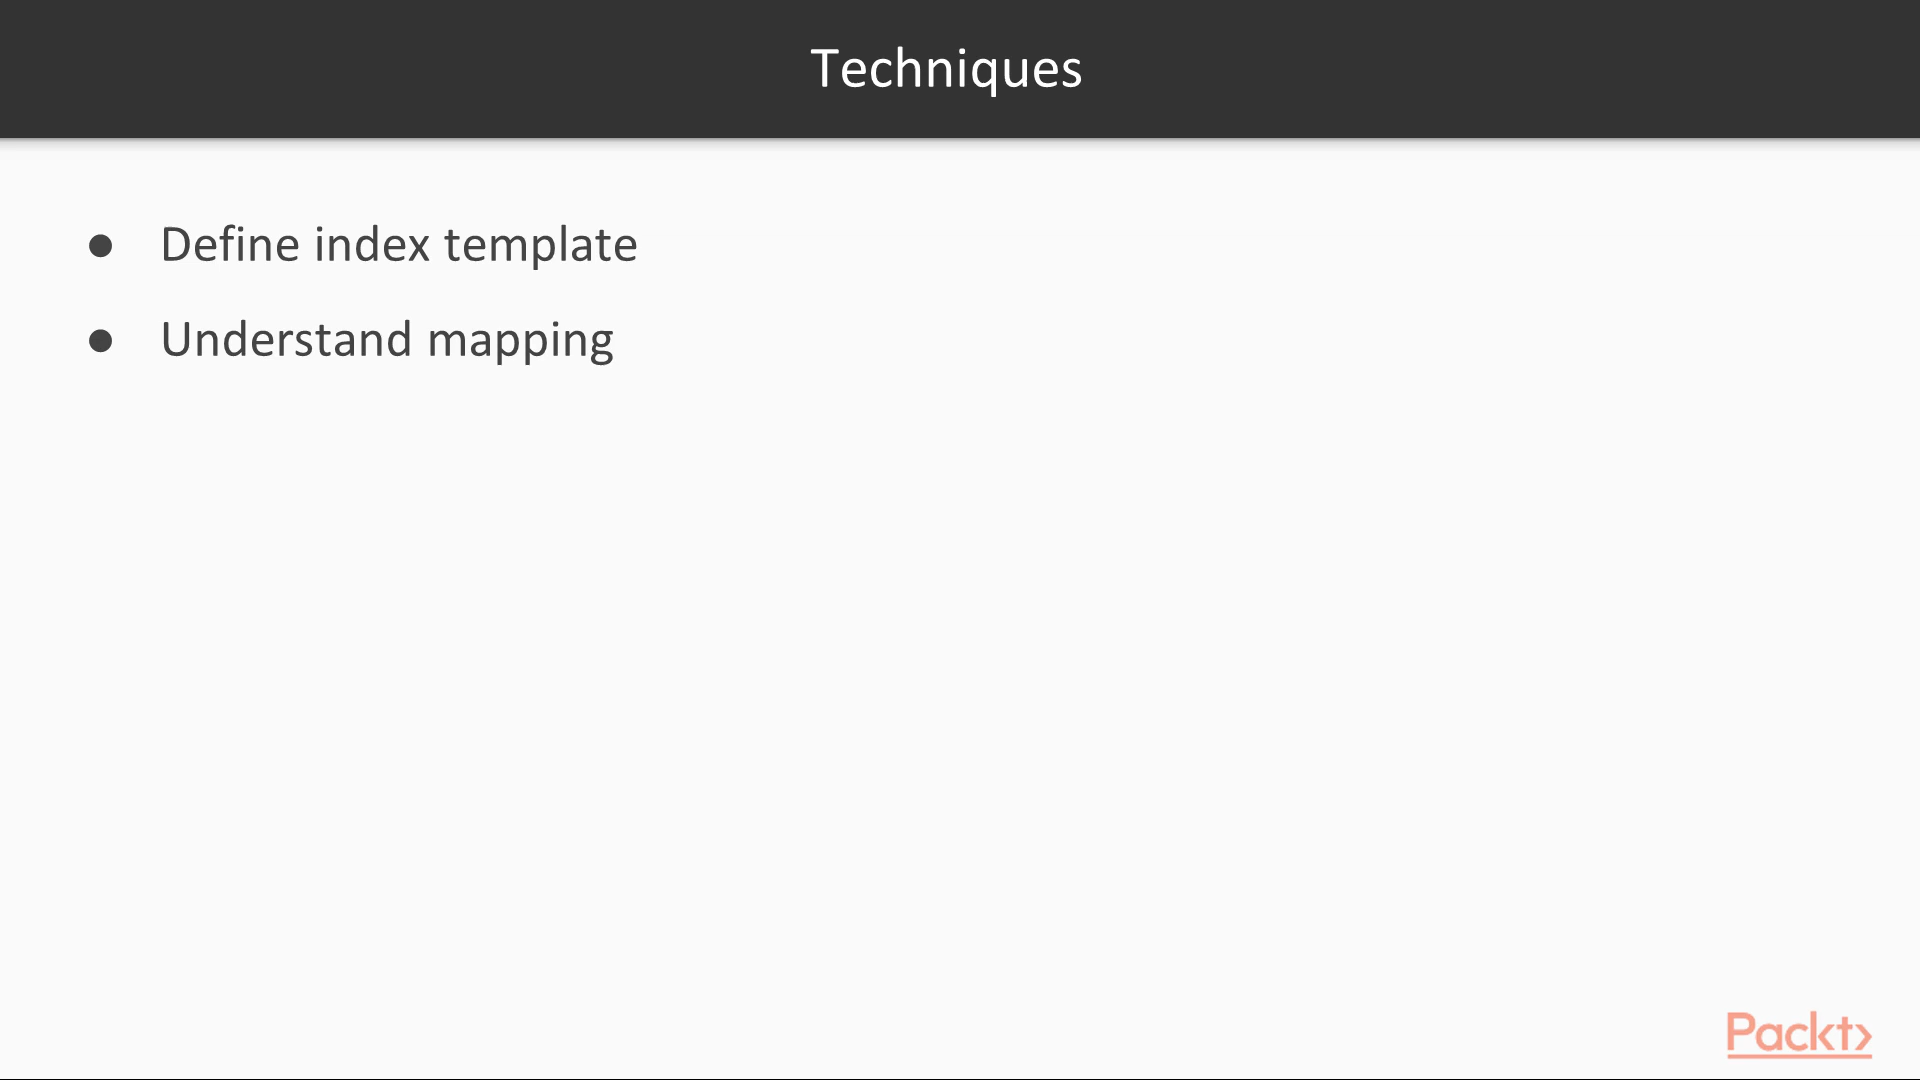 Techniques
● Define index template
● Understand mapping
Packt>